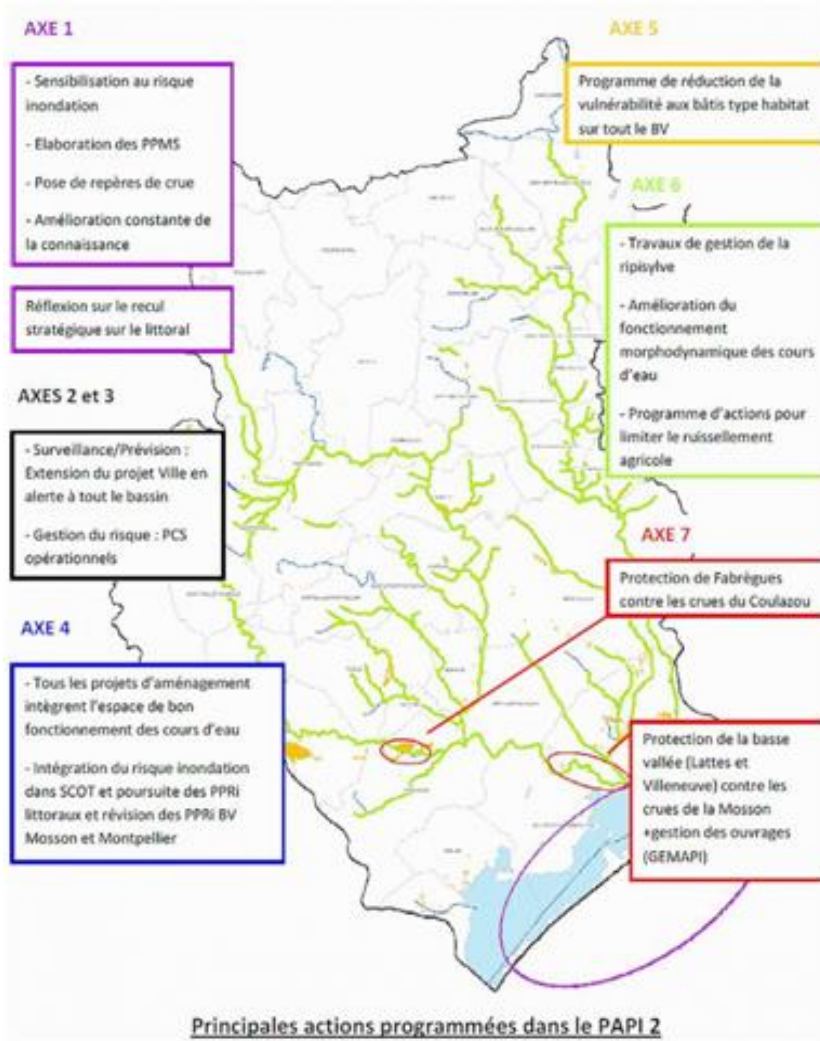 AXE 1
- Sensibilisation au risque
inondation
- Elaboration des PPMS
- Pose de repères de crue
- Amélioration constante de
la connaissance
Réflexion sur le recul
stratégique sur le littoral
AXES 2 et 3
- Surveillance/Prévision :
Extension du projet Ville en
alerte à tout le bassin
- Gestion du risque : PCS
opérationnels
AXE 4
- Tous les projets d'aménagement
intègrent l'espace de bon
fonctionnement des cours d'eau
- Intégration du risque inondation
dans SCOT et poursuite des PPRi
littoraux et révision des PPRi BV
Mosson et Montpellier
AXE 5
Programme de réduction de la
vulnérabilité aux bâtis type habitat
sur tout le BV
AXE 6
- Travaux de gestion de la
ripisylve
- Amélioration du
fonctionnement
morphodynamique des cours
d'eau
- Programme d'actions pour
limiter le ruissellement
agricole
AXE 7
Protection de Fabrègues
contre les crues du Coulazou
Protection de la basse
vallée (Lattes et
Villeneuve) contre les
crues de la Mosson
+gestion des ouvrages
(GEMAPI)
Principales actions programmées dans le PAPI 2